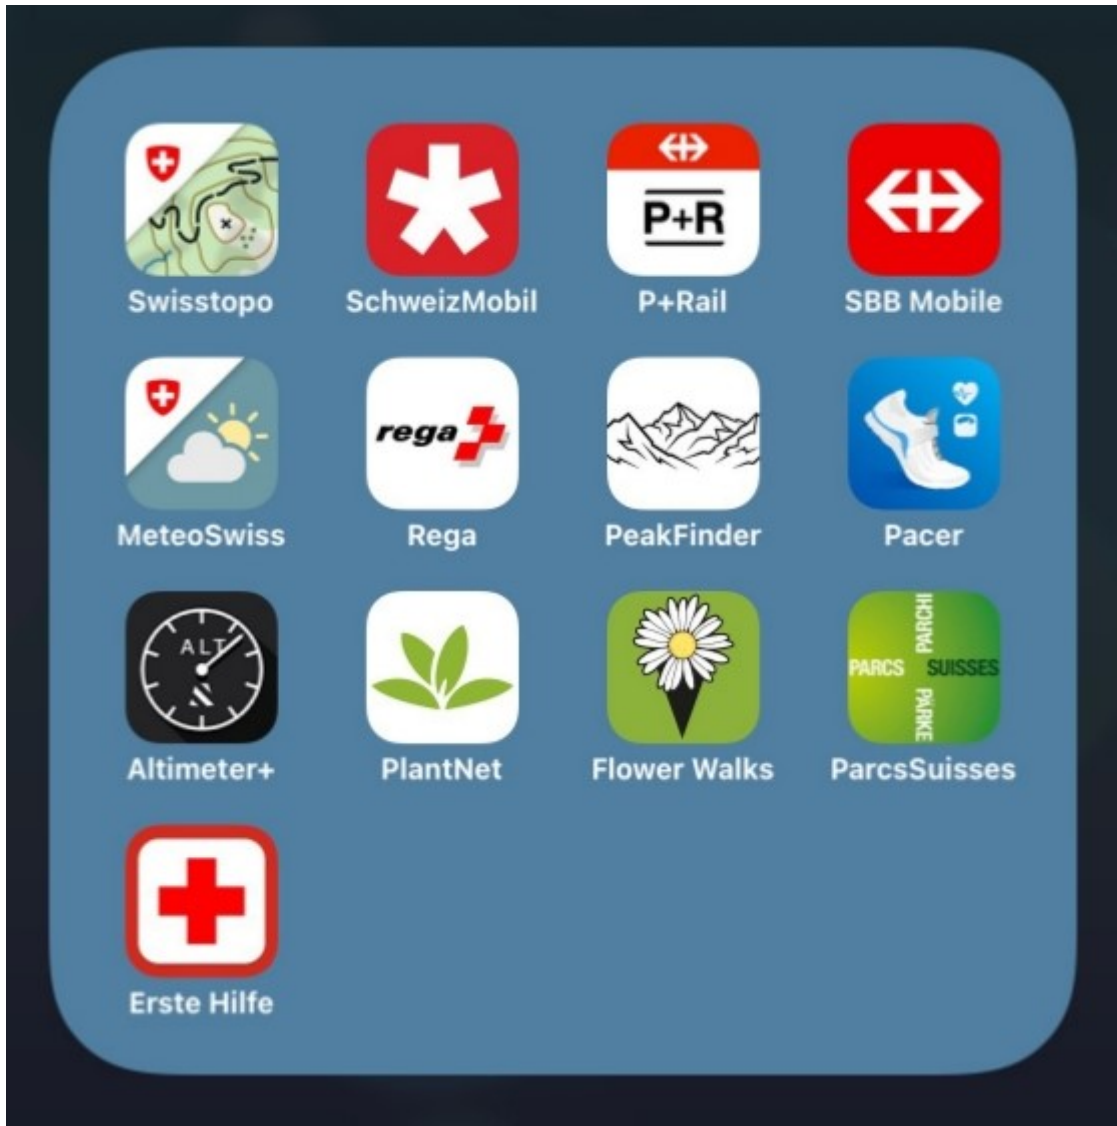 P+R
Swisstopo
SchweizMobil
P+Rail
SBB Mobile
rega
MeteoSwiss
Rega
PeakFinder
Pacer
ALT
PARCS
SUISSES
PARCHI
PÄRKE
Altimeter+
PlantNet
Flower Walks
ParcsSuisses
Erste Hilfe